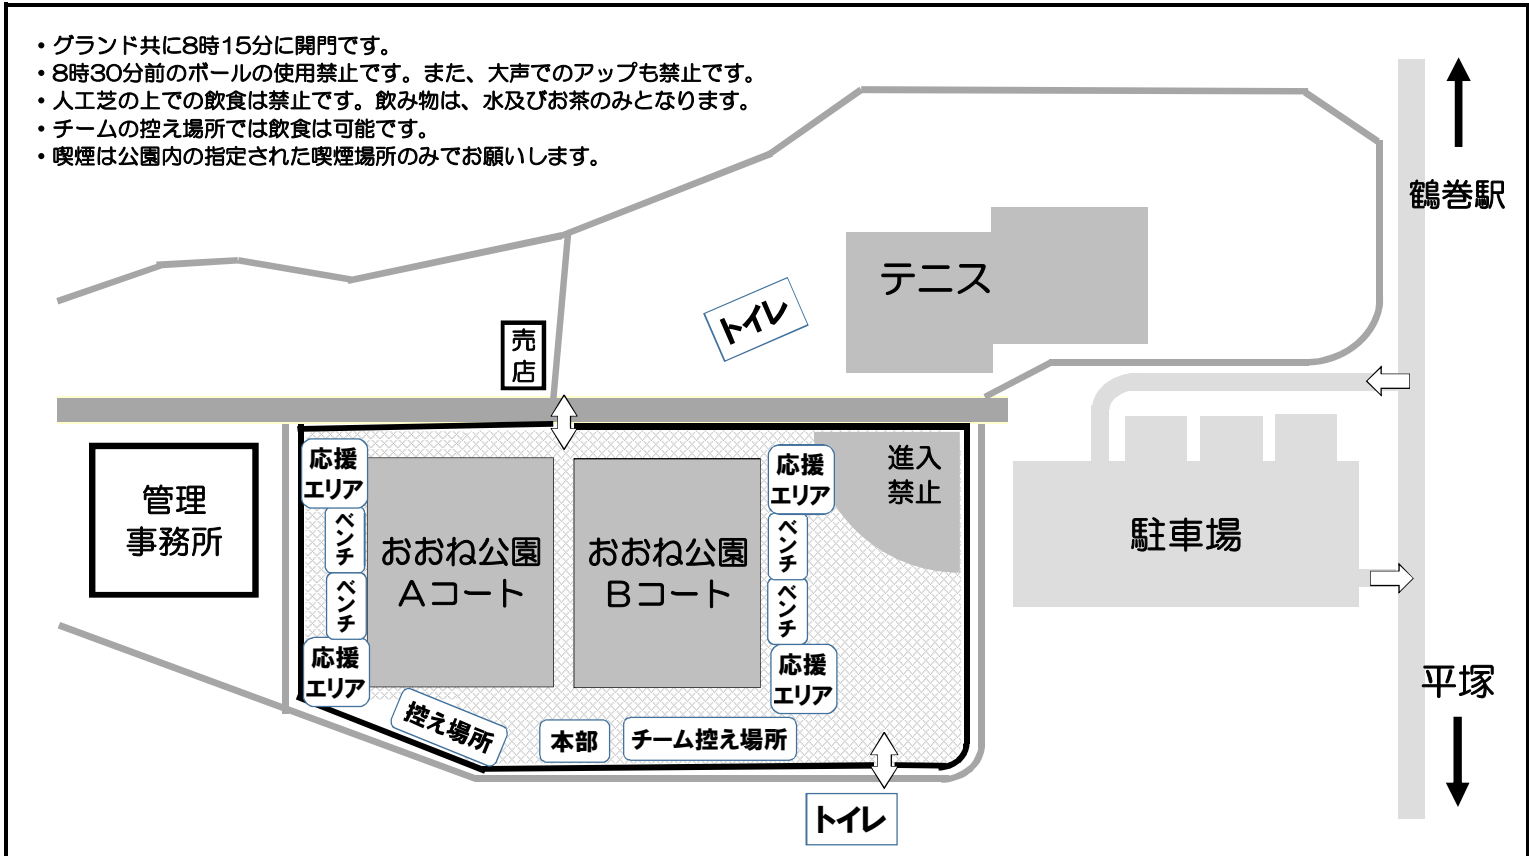 ・グランド共に8時15分に開門です。
・8時30分前のボールの使用禁止です。また、大声でのアップも禁止です。
・人工芝の上での飲食は禁止です。飲み物は、水及びお茶のみとなります。
・チームの控え場所では飲食は可能です。
・喫煙は公園内の指定された喫煙場所のみでお願いします。
鶴巻駅
テニス
トイレ
売
店
応援
エリア
応援
エリア
進入
禁止
管理
事務所
ベンチ
おおね公園
Aコート
おおね公園
Bコート
ベンチ
駐車場
ベンチ
ベンチ
応援
エリア
応援
エリア
平塚
控え場所
本部
チーム控え場所
トイレ